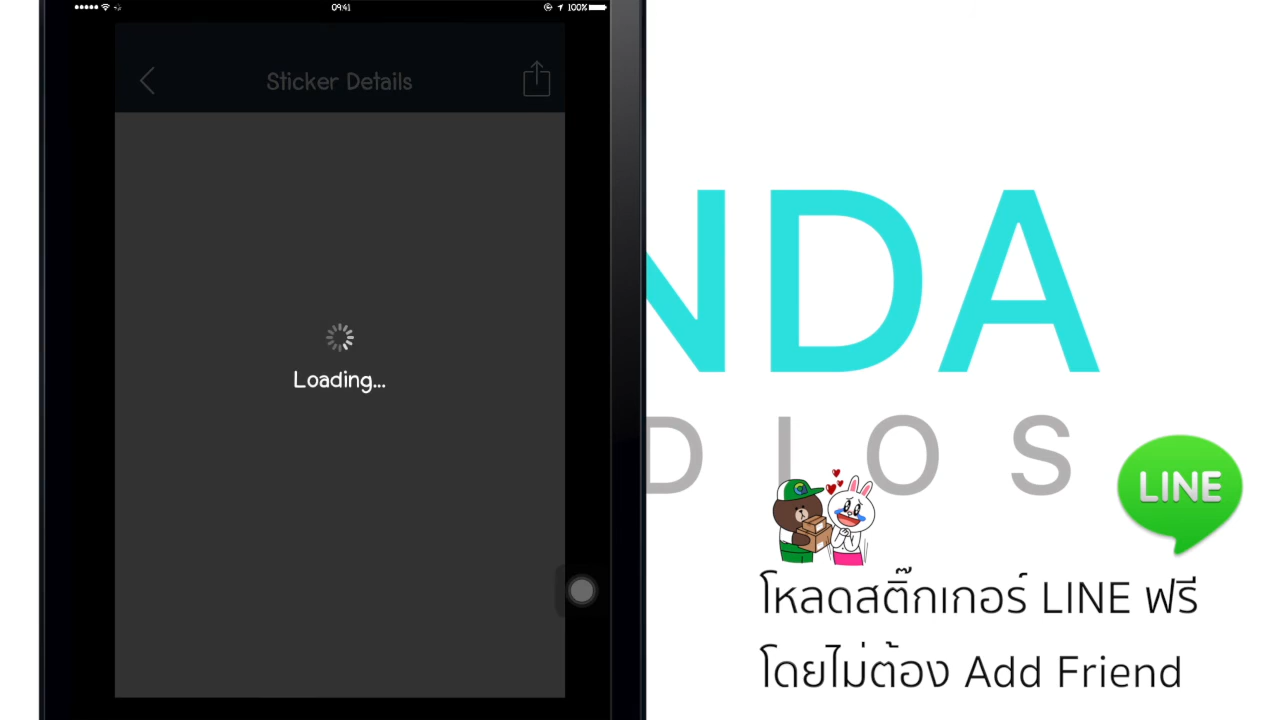 09:41
100%
Sticker Details
Loading...
NDA
DIOS
LINE
โหลดสติ๊กเกอร์ LINE ฟรี
โดยไม่ต้อง Add Friend